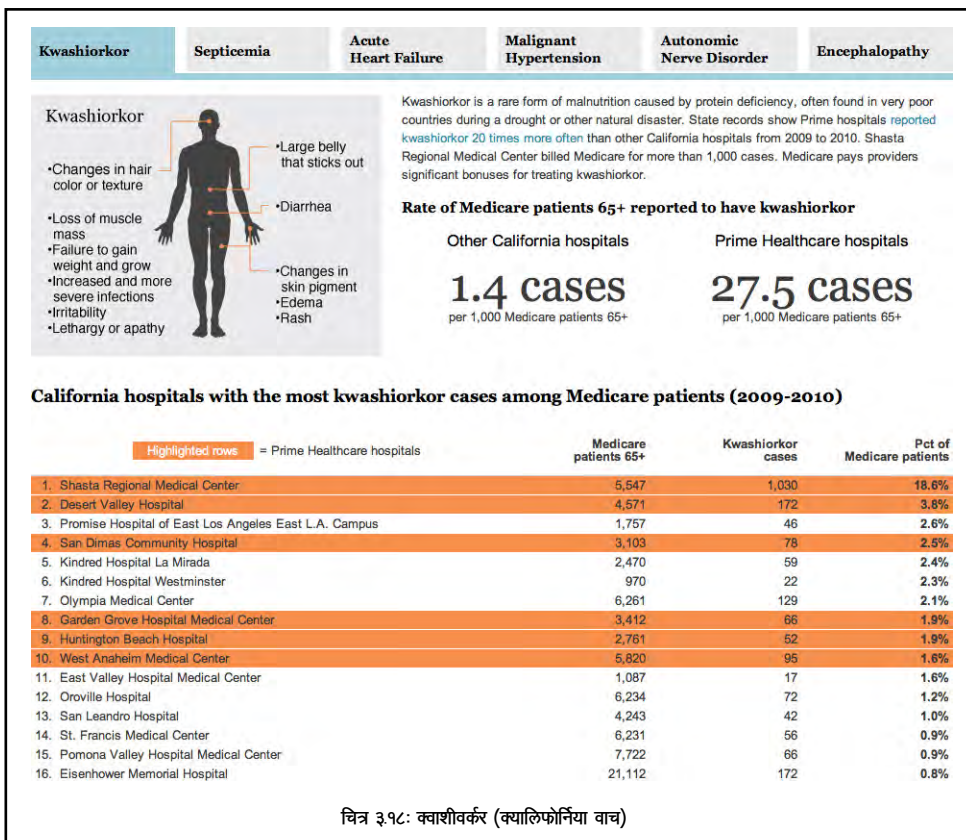 Kwashiorkor
Septicemia
Acute
Heart Failure
Malignant
Hypertension
Autonomic
Nerve Disorder
Encephalopathy
Kwashiorkor
•Changes in hair
color or texture
•Loss of muscle
mass
•Failure to gain
weight and grow
•Increased and more
severe infections
•Irritability
•Lethargy or apathy
•Large belly
that sticks out
•Diarrhea
•Changes in
skin pigment
•Edema
•Rash
Kwashiorkor is a rare form of malnutrition caused by protein deficiency, often found in very poor
countries during a drought or other natural disaster. State records show Prime hospitals reported
kwashiorkor 20 times more often than other California hospitals from 2009 to 2010. Shasta
Regional Medical Center billed Medicare for more than 1,000 cases. Medicare pays providers
significant bonuses for treating kwashiorkor.
Rate of Medicare patients 65+ reported to have kwashiorkor
Other California hospitals
1.4 cases
per 1,000 Medicare patients 65+
Prime Healthcare hospitals
27.5 cases
per 1,000 Medicare patients 65+
California hospitals with the most kwashiorkor cases among Medicare patients (2009-2010)
Highlighted rows = Prime Healthcare hospitals
Medicare
patients 65+
Kwashiorkor
cases
Pct of
Medicare patients
1. Shasta Regional Medical Center 5,547 1,030 18.6%
2. Desert Valley Hospital 4,571 172 3.8%
3. Promise Hospital of East Los Angeles East L.A. Campus 1,757 46 2.6%
4. San Dimas Community Hospital 3,103 78 2.5%
5. Kindred Hospital La Mirada 2,470 59 2.4%
6. Kindred Hospital Westminster 970 22 2.3%
7. Olympia Medical Center 6,261 129 2.1%
8. Garden Grove Hospital Medical Center 3,412 66 1.9%
9. Huntington Beach Hospital 2,761 52 1.9%
10. West Anaheim Medical Center 5,820 95 1.6%
11. East Valley Hospital Medical Center 1,087 17 1.6%
12. Oroville Hospital 6,234 72 1.2%
13. San Leandro Hospital 4,243 42 1.0%
14. St. Francis Medical Center 6,231 56 0.9%
15. Pomona Valley Hospital Medical Center 7,722 66 0.9%
16. Eisenhower Memorial Hospital 21,112 172 0.8%
चित्र ३.१८: क्वाशीवर्कर (क्यालिफोर्निया वाच)